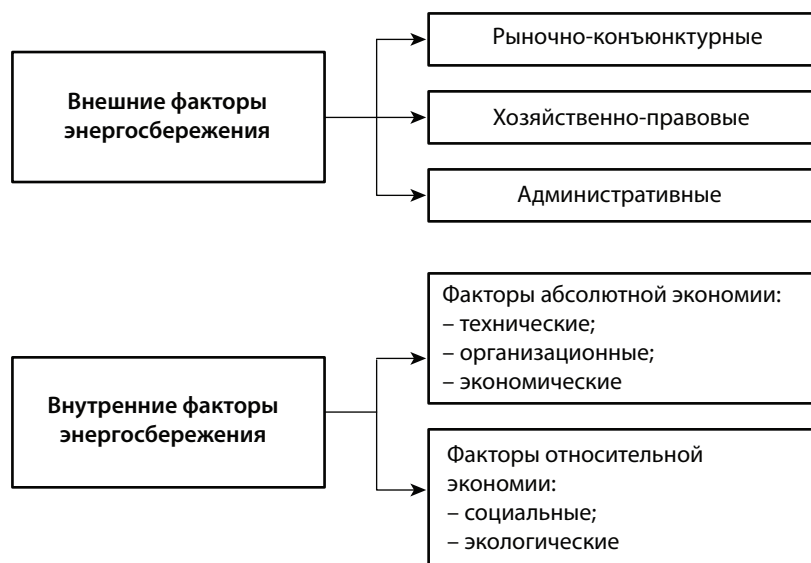 Внешние факторы
энергосбережения
Рыночно-конъюнктурные
Хозяйственно-правовые
Административные
Внутренние факторы
энергосбережения
Факторы абсолютной экономии:
– технические;
– организационные;
– экономические
Факторы относительной
экономии:
– социальные;
– экологические